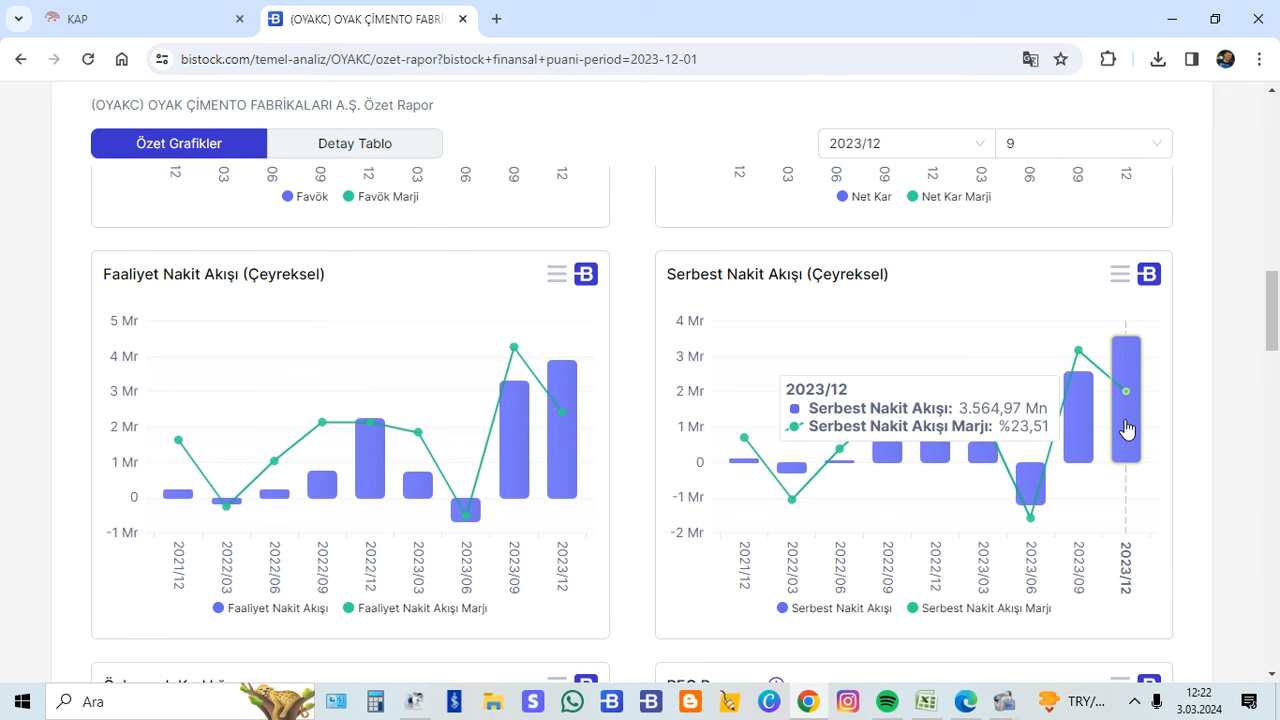 KAP
(OYAKC) OYAK ÇİMENTO FABRİ
bistock.com/temel-analiz/OYAKC/ozet-rapor?bistock+finansal+puani-period=2023-12-01
(OYAKC) OYAK ÇİMENTO FABRİKALARI A.Ş. Özet Rapor
Özet Grafikler
Detay Tablo
2023/12
9
12 03 06 09 12 03 06 09 12
Favök Favök Marji
12 03 06 09 12 03 06 09 12
Net Kar Net Kar Marji
Faaliyet Nakit Akışı (Çeyreksel)
B
5 Mr
4 Mr
3 Mr
2 Mr
1 Mr
0
-1 Mr
2021/12 2022/03 2022/06 2022/09 2022/12 2023/03 2023/06 2023/09 2023/12
Faaliyet Nakit Akışı Faaliyet Nakit Akışı Marjı
Serbest Nakit Akışı (Çeyreksel)
B
4 Mr
3 Mr
2 Mr
1 Mr
0
-1 Mr
-2 Mr
2023/12
Serbest Nakit Akışı: 3.564,97 Mn
Serbest Nakit Akışı Marjı: %23,51
2021/12 2022/03 2022/06 2022/09 2022/12 2023/03 2023/06 2023/09 2023/12
Serbest Nakit Akışı Serbest Nakit Akışı Marjı
Ara
TRY/...
12:22
3.03.2024